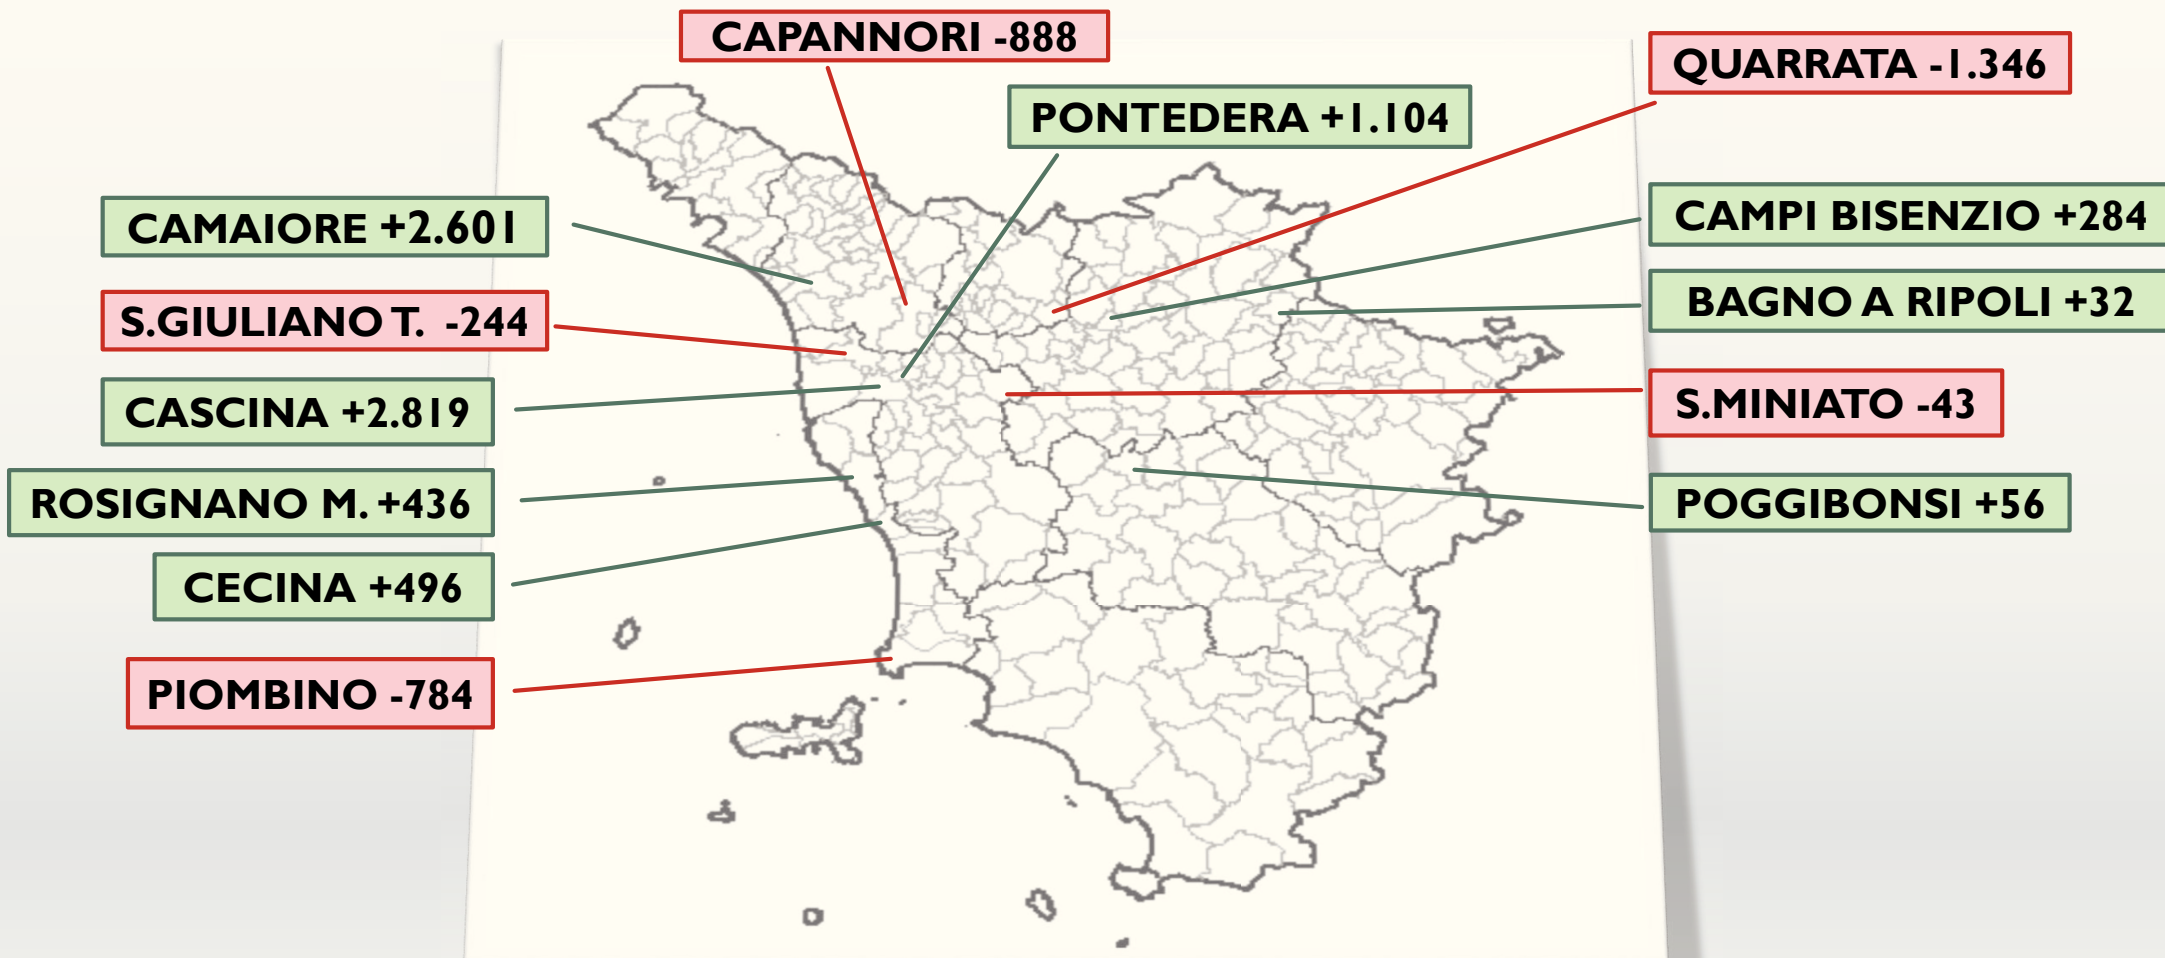 CAPANNORI -888
QUARRATA -1.346
PONTEDERA +1.104
CAMAIORE +2.601
CAMPI BISENZIO +284
S.GIULIANO T. -244
BAGNO A RIPOLI +32
CASCINA +2.819
S.MINIATO -43
ROSIGNANO M. +436
POGGIBONSI +56
CECINA +496
PIOMBINO -784